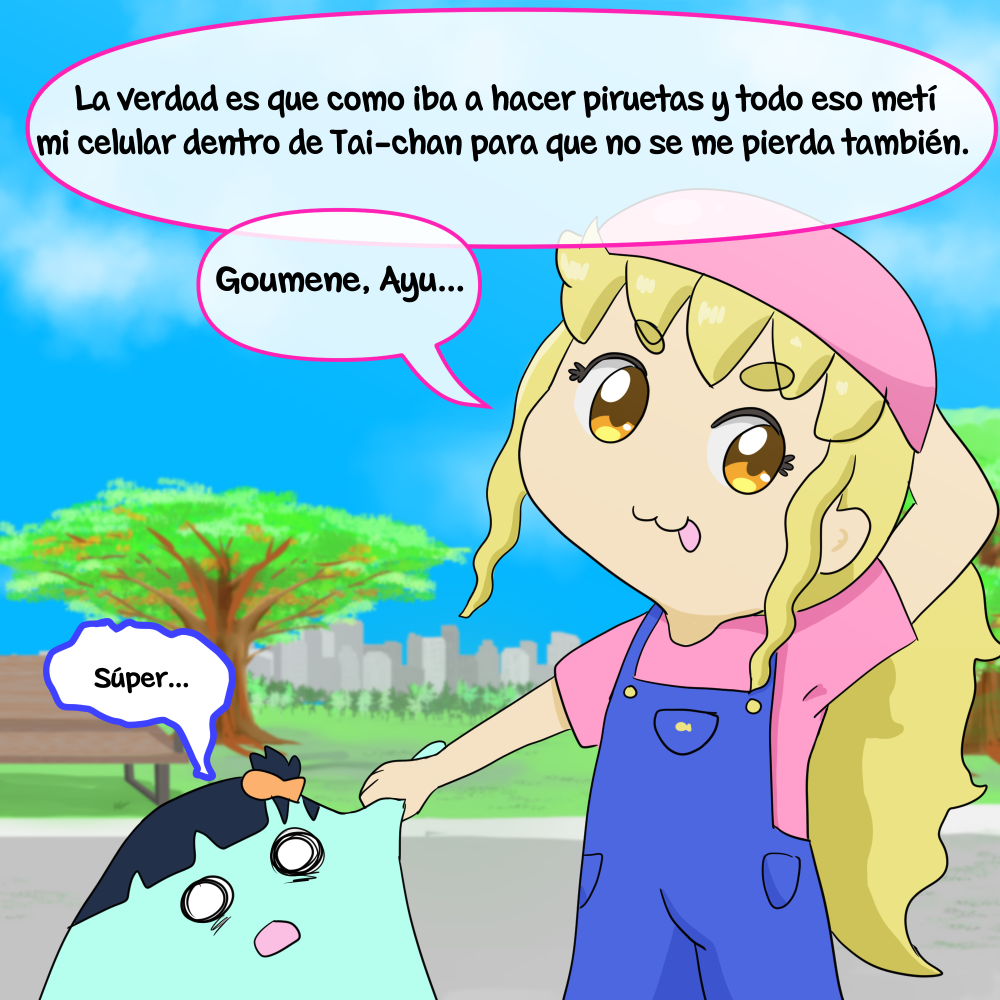 La verdad es que como iba a hacer piruetas y todo eso metí
mi celular dentro de Tai-chan para que no se me pierda también.
Goumene, Ayu...
Súper...